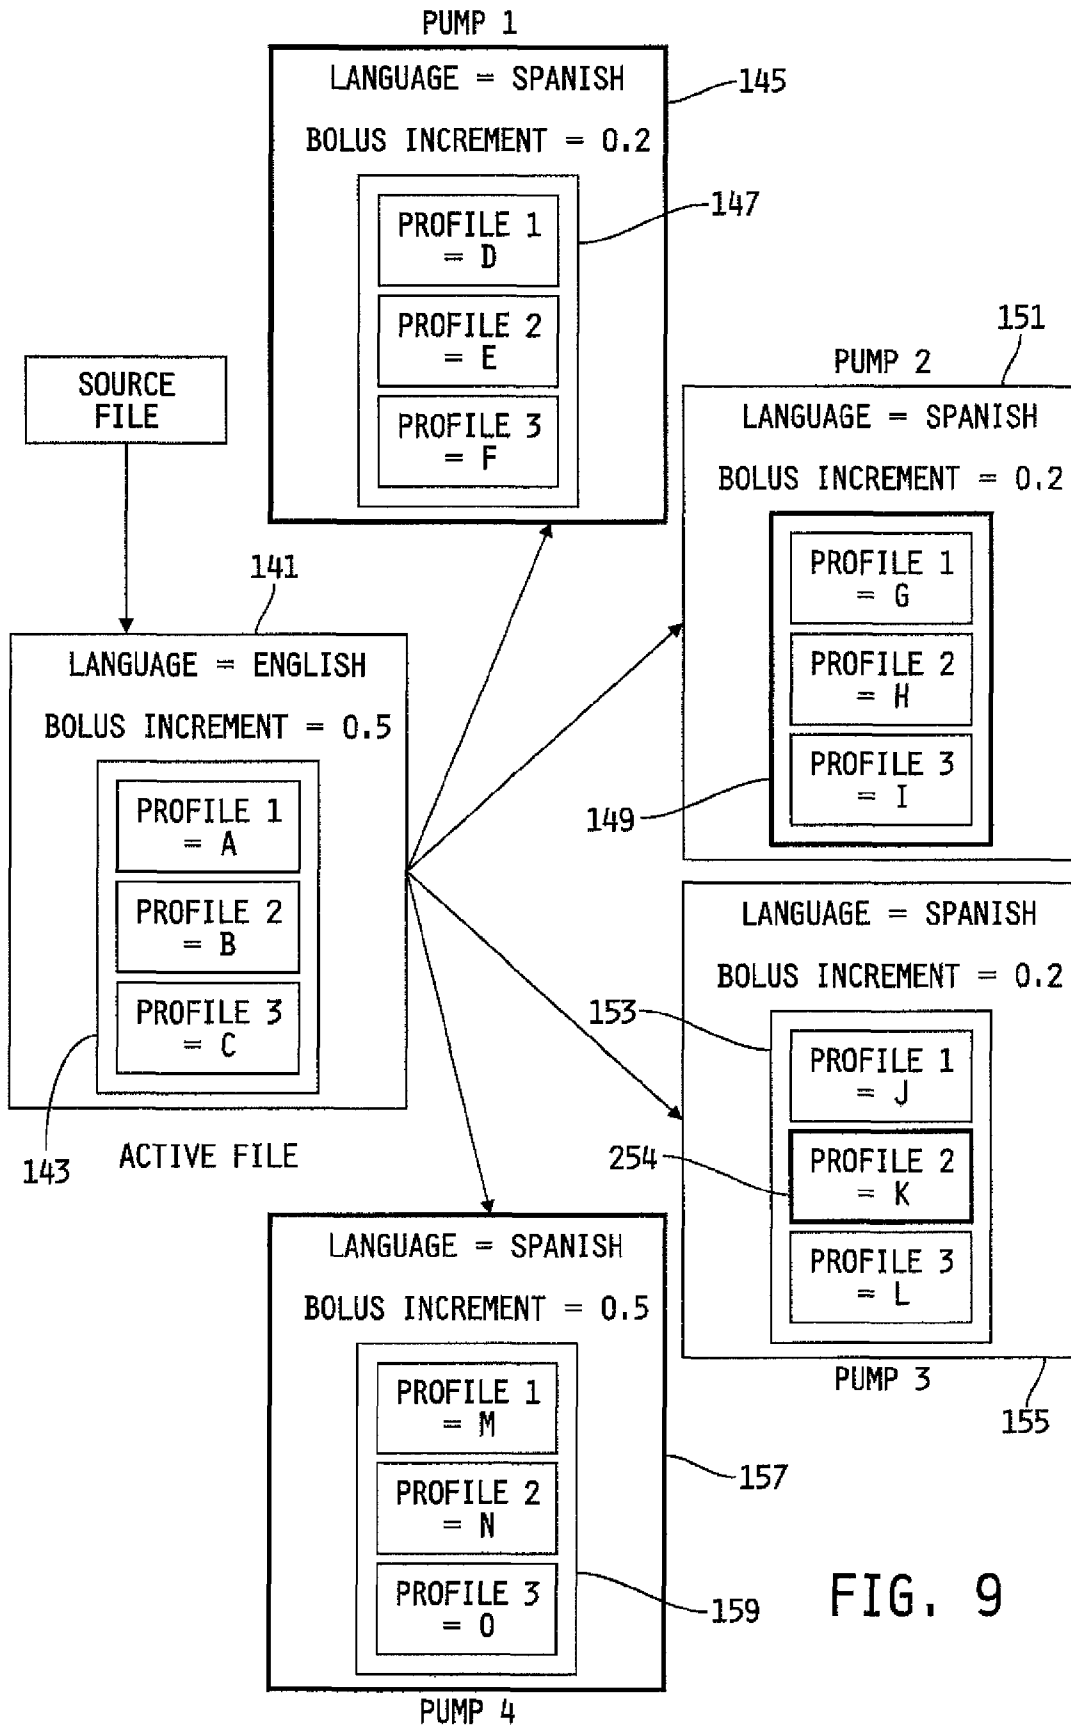 PUMP 1
LANGUAGE = SPANISH
145
BOLUS INCREMENT = 0.2
PROFILE 1
= D
147
PROFILE 2
= E
PROFILE 3
= F
SOURCE
FILE
151
PUMP 2
LANGUAGE = SPANISH
BOLUS INCREMENT = 0.2
PROFILE 1
= G
PROFILE 2
= H
PROFILE 3
= I
149
141
LANGUAGE = ENGLISH
BOLUS INCREMENT = 0.5
PROFILE 1
= A
PROFILE 2
= B
PROFILE 3
= C
143
ACTIVE FILE
LANGUAGE = SPANISH
BOLUS INCREMENT = 0.2
153
PROFILE 1
= J
254
PROFILE 2
= K
PROFILE 3
= L
PUMP 3
155
LANGUAGE = SPANISH
BOLUS INCREMENT = 0.5
PROFILE 1
= M
157
PROFILE 2
= N
PROFILE 3
= O
159
PUMP 4
FIG. 9